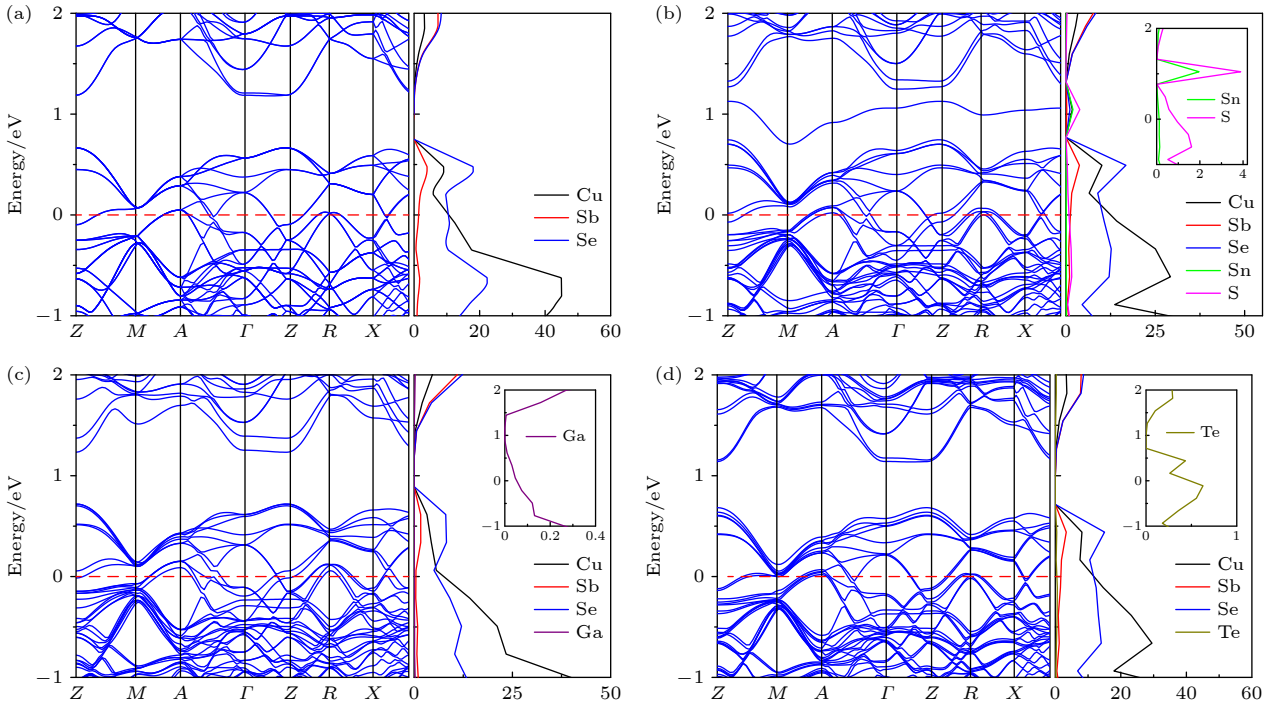 (a)
2
1
0
−1
Energy/eV
Z M A Γ Z R X
0 20 40 60
Cu
Sb
Se
(b)
2
1
0
−1
Energy/eV
Z M A Γ Z R X
0 25 50
Cu
Sb
Se
Sn
S
2
0
−1
0 2 4
Sn
S
(c)
2
1
0
−1
Energy/eV
Z M A Γ Z R X
0 25 50
Cu
Sb
Se
Ga
2
1
0
−1
0 0.2 0.4
Ga
(d)
2
1
0
−1
Energy/eV
Z M A Γ Z R X
0 20 40 60
Cu
Sb
Se
Te
2
1
0
−1
0 1
Te